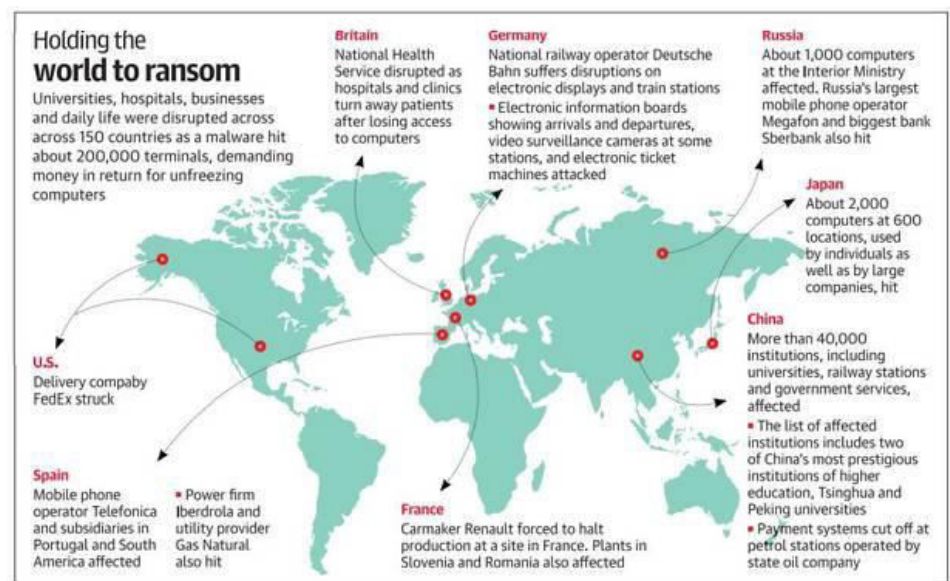 Holding the
world to ransom
Universities, hospitals, businesses
and daily life were disrupted across
across 150 countries as a malware hit
about 200,000 terminals, demanding
money in return for unfreezing
computers
Britain
National Health
Service disrupted as
hospitals and clinics
turn away patients
after losing access
to computers
Germany
National railway operator Deutsche
Bahn suffers disruptions on
electronic displays and train stations
▪ Electronic information boards
showing arrivals and departures,
video surveillance cameras at some
stations, and electronic ticket
machines attacked
Russia
About 1,000 computers
at the Interior Ministry
affected. Russia's largest
mobile phone operator
Megafon and biggest bank
Sberbank also hit
Japan
About 2,000
computers at 600
locations, used
by individuals as
well as by large
companies, hit
China
More than 40,000
institutions, including
universities, railway stations
and government services,
affected
▪ The list of affected
institutions includes two
of China's most prestigious
institutions of higher
education, Tsinghua and
Peking universities
▪ Payment systems cut off at
petrol stations operated by
state oil company
U.S.
Delivery compaby
FedEx struck
Spain
Mobile phone
operator Telefonica
and subsidiaries in
Portugal and South
America affected
▪ Power firm
Iberdrola and
utility provider
Gas Natural
also hit
France
Carmaker Renault forced to halt
production at a site in France. Plants in
Slovenia and Romania also affected